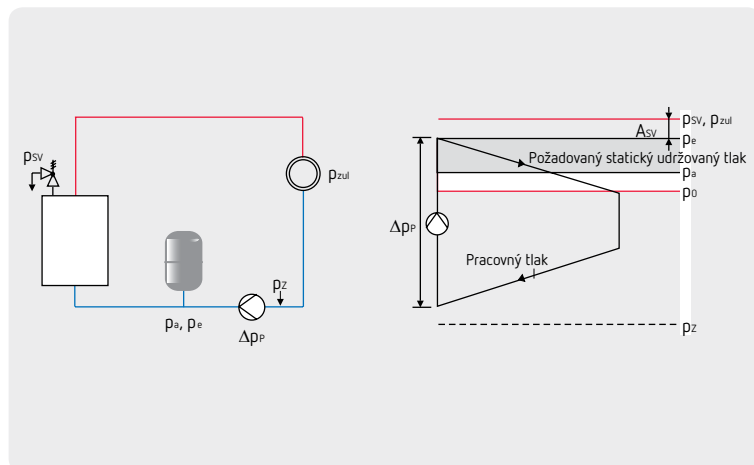 pSV
pzul
pZ
pa, pe
ΔpP
pSV, pzul
ASV
pe
Požadovaný statický udržovaný tlak
pa
p0
ΔpP
Pracovný tlak
pZ